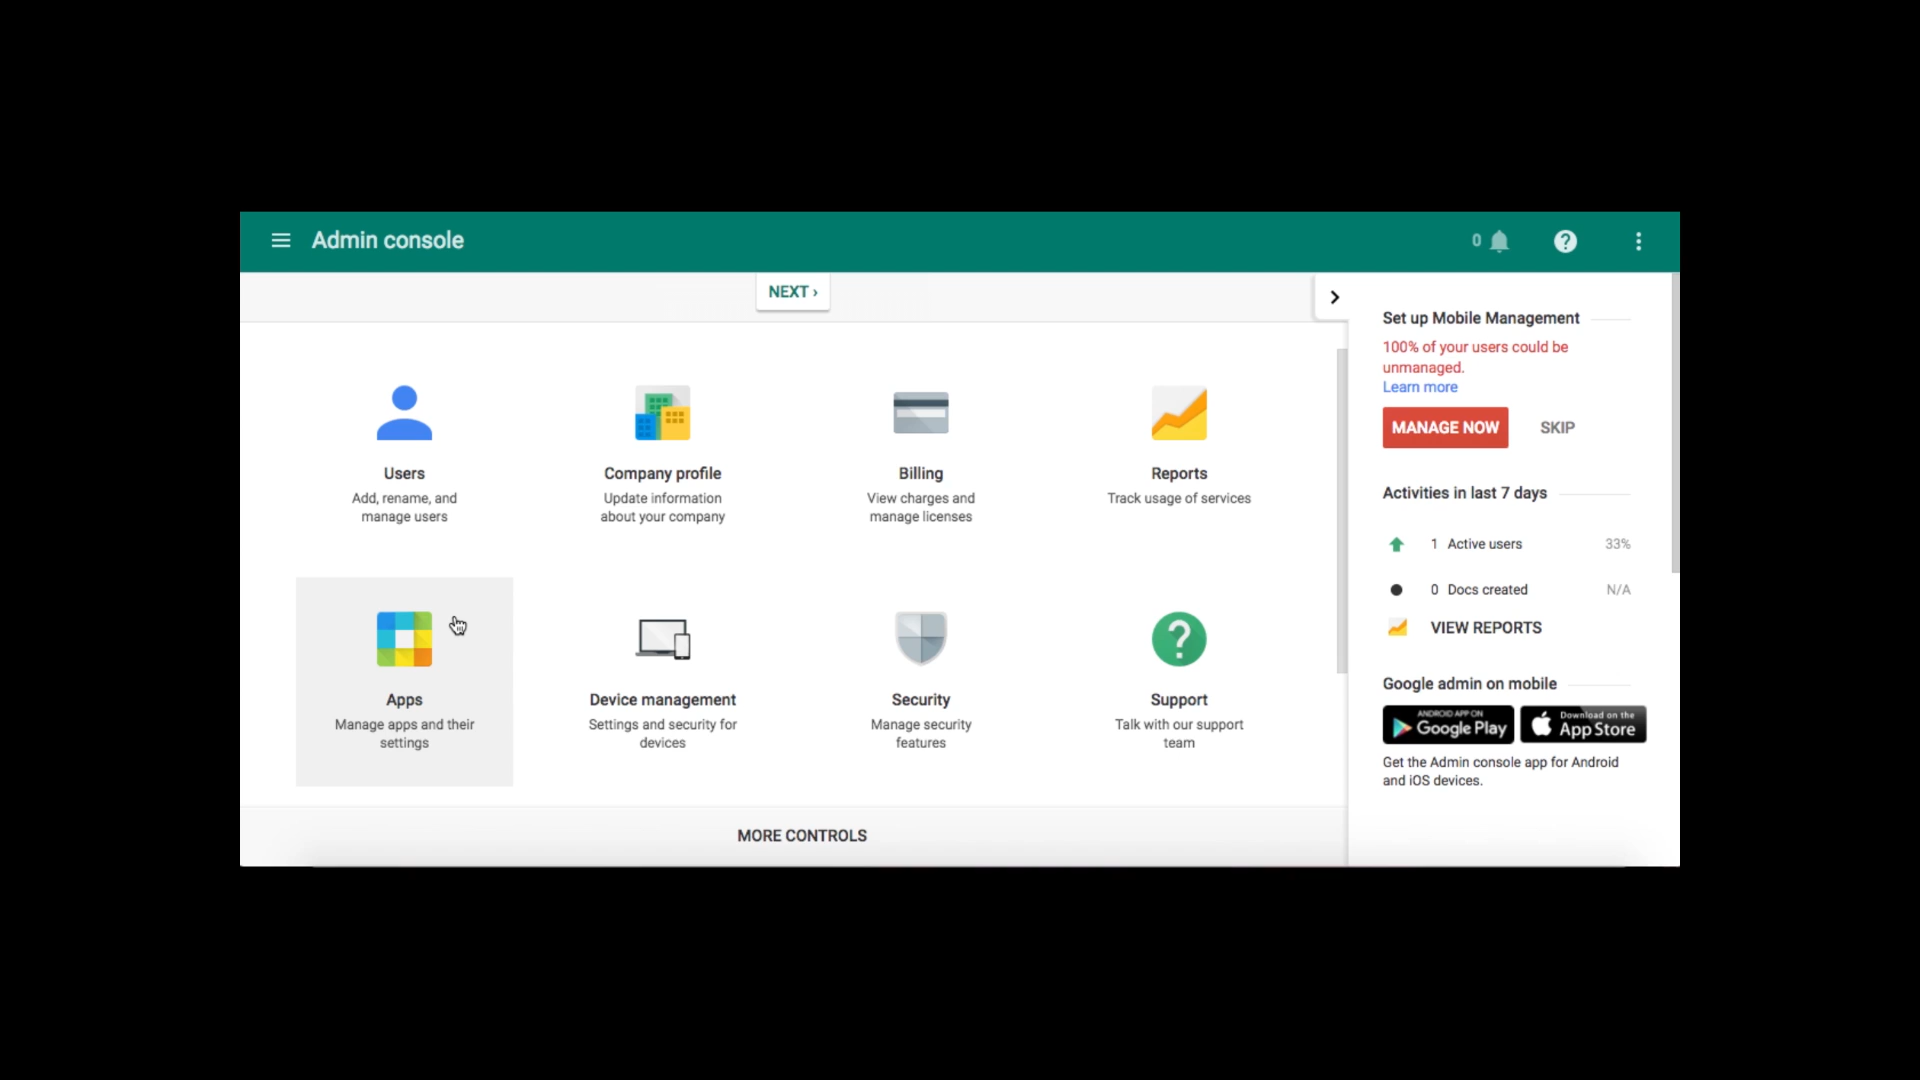 Admin console
0
NEXT ›
Users
Add, rename, and
manage users
Company profile
Update information
about your company
Billing
View charges and
manage licenses
Reports
Track usage of services
Apps
Manage apps and their
settings
Device management
Settings and security for
devices
Security
Manage security
features
Support
Talk with our support
team
MORE CONTROLS
Set up Mobile Management
100% of your users could be
unmanaged.
Learn more
MANAGE NOW SKIP
Activities in last 7 days
1 Active users 33%
0 Docs created N/A
VIEW REPORTS
Google admin on mobile
ANDROID APP ON
Google Play
Download on the
App Store
Get the Admin console app for Android
and iOS devices.